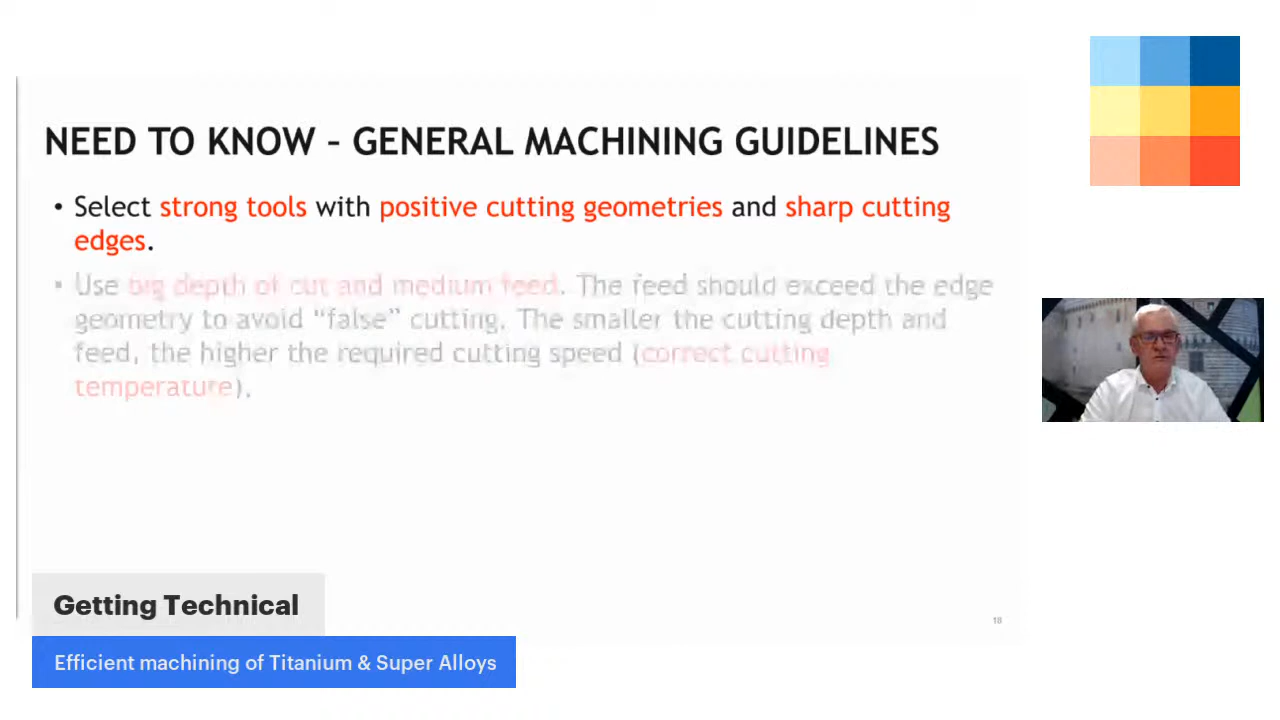 NEED TO KNOW – GENERAL MACHINING GUIDELINES
• Select strong tools with positive cutting geometries and sharp cutting
edges.
• Use big depth of cut and medium feed. The feed should exceed the edge
geometry to avoid “false” cutting. The smaller the cutting depth and
feed, the higher the required cutting speed (correct cutting
temperature).
18
Getting Technical
Efficient machining of Titanium & Super Alloys